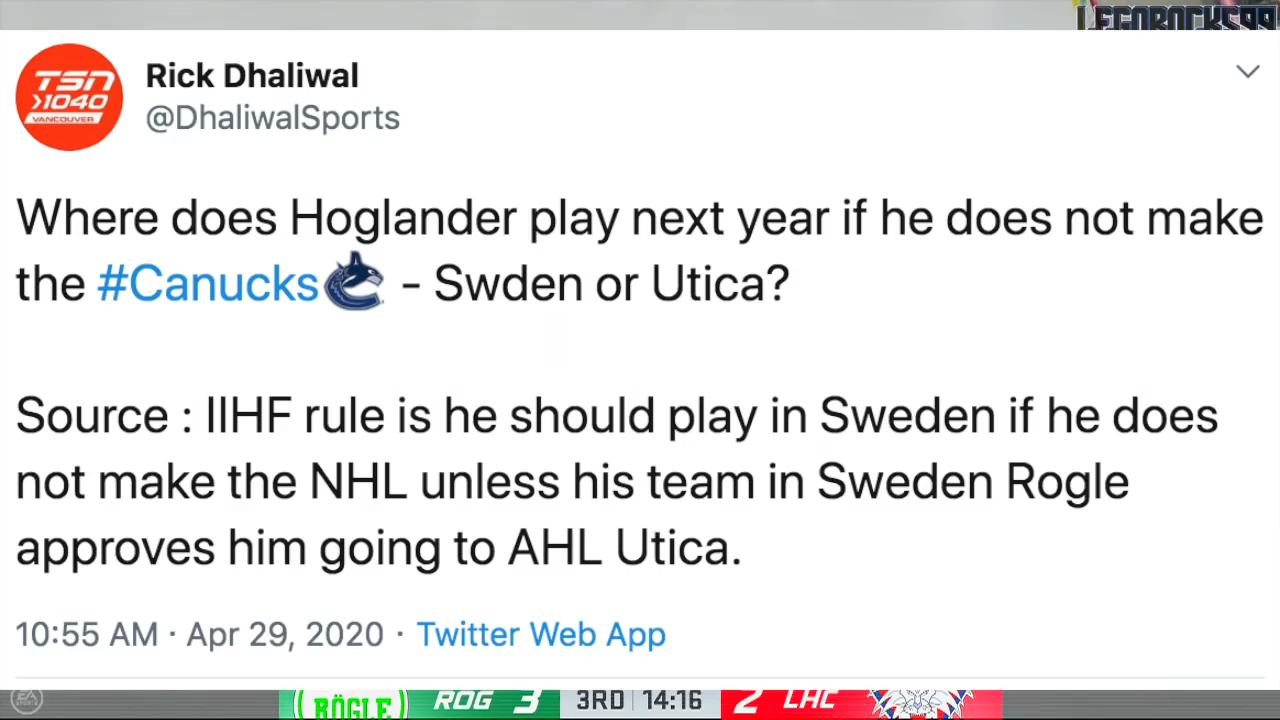 LEGOROCKS99
TSN
>1040
VANCOUVER
Rick Dhaliwal
@DhaliwalSports
Where does Hoglander play next year if he does not make
the #Canucks - Swden or Utica?
Source : IIHF rule is he should play in Sweden if he does
not make the NHL unless his team in Sweden Rogle
approves him going to AHL Utica.
10:55 AM · Apr 29, 2020 · Twitter Web App
EA
SPORTS
RÖGLE ROG 3 3RD 14:16 2 LHC